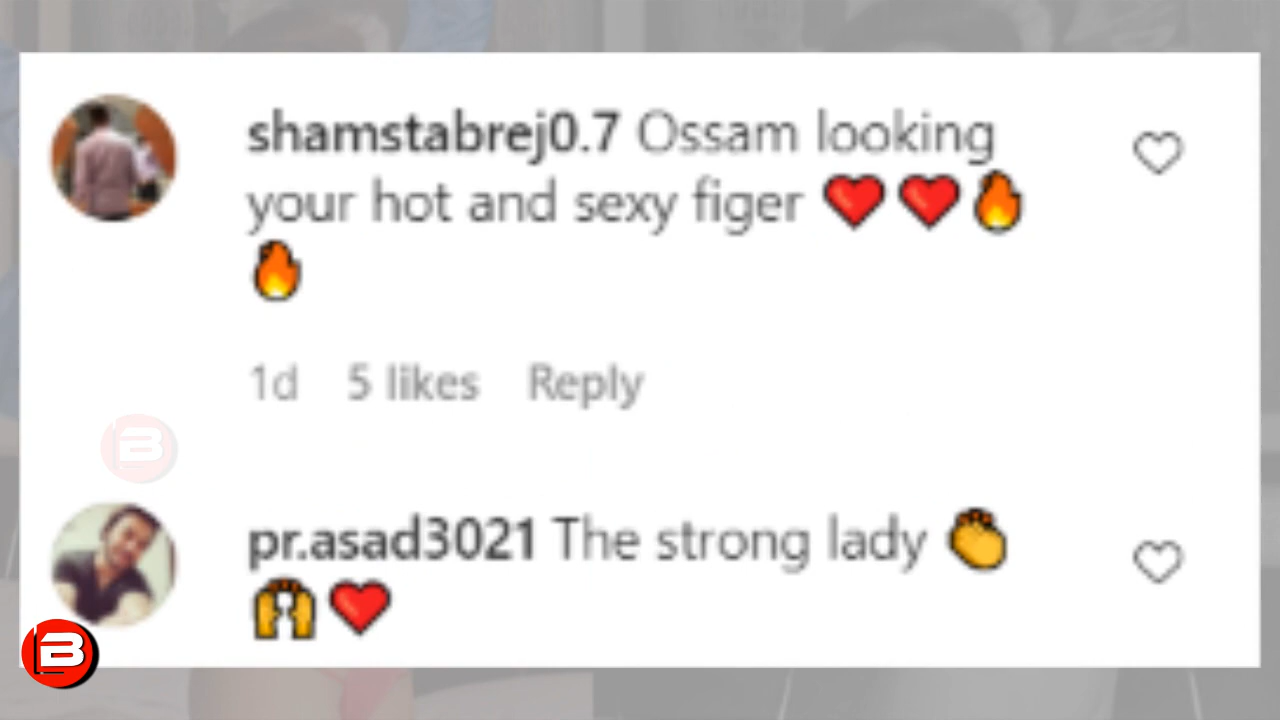 shamstabrej0.7 Ossam looking
your hot and sexy figer ❤️❤️🔥
🔥
1d 5 likes Reply
B
pr.asad3021 The strong lady 👏
🙌❤️
B